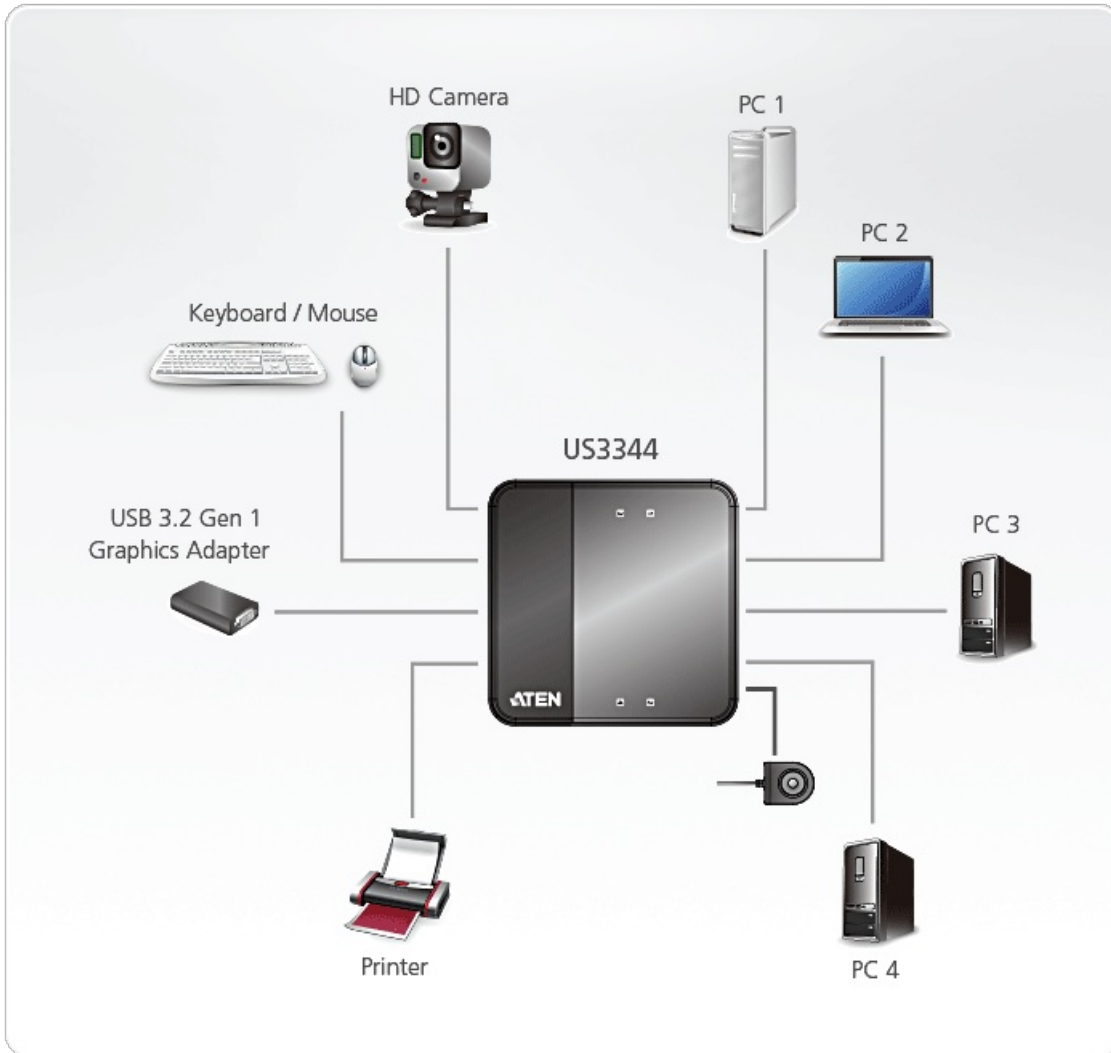 HD Camera
PC 1
PC 2
Keyboard / Mouse
US3344
USB 3.2 Gen 1
Graphics Adapter
PC 3
ATEN
Printer
PC 4